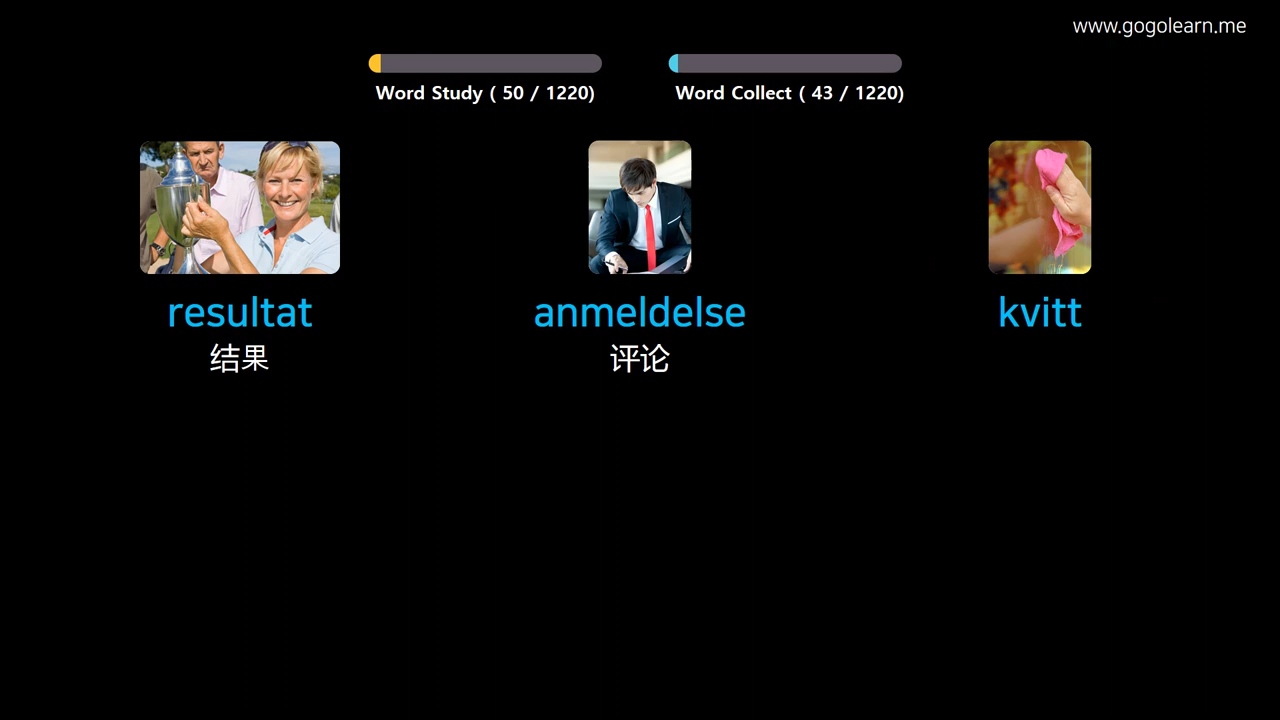 www.gogolearn.me
Word Study ( 50 / 1220)
Word Collect ( 43 / 1220)
resultat
anmeldelse
kvitt
结果
评论